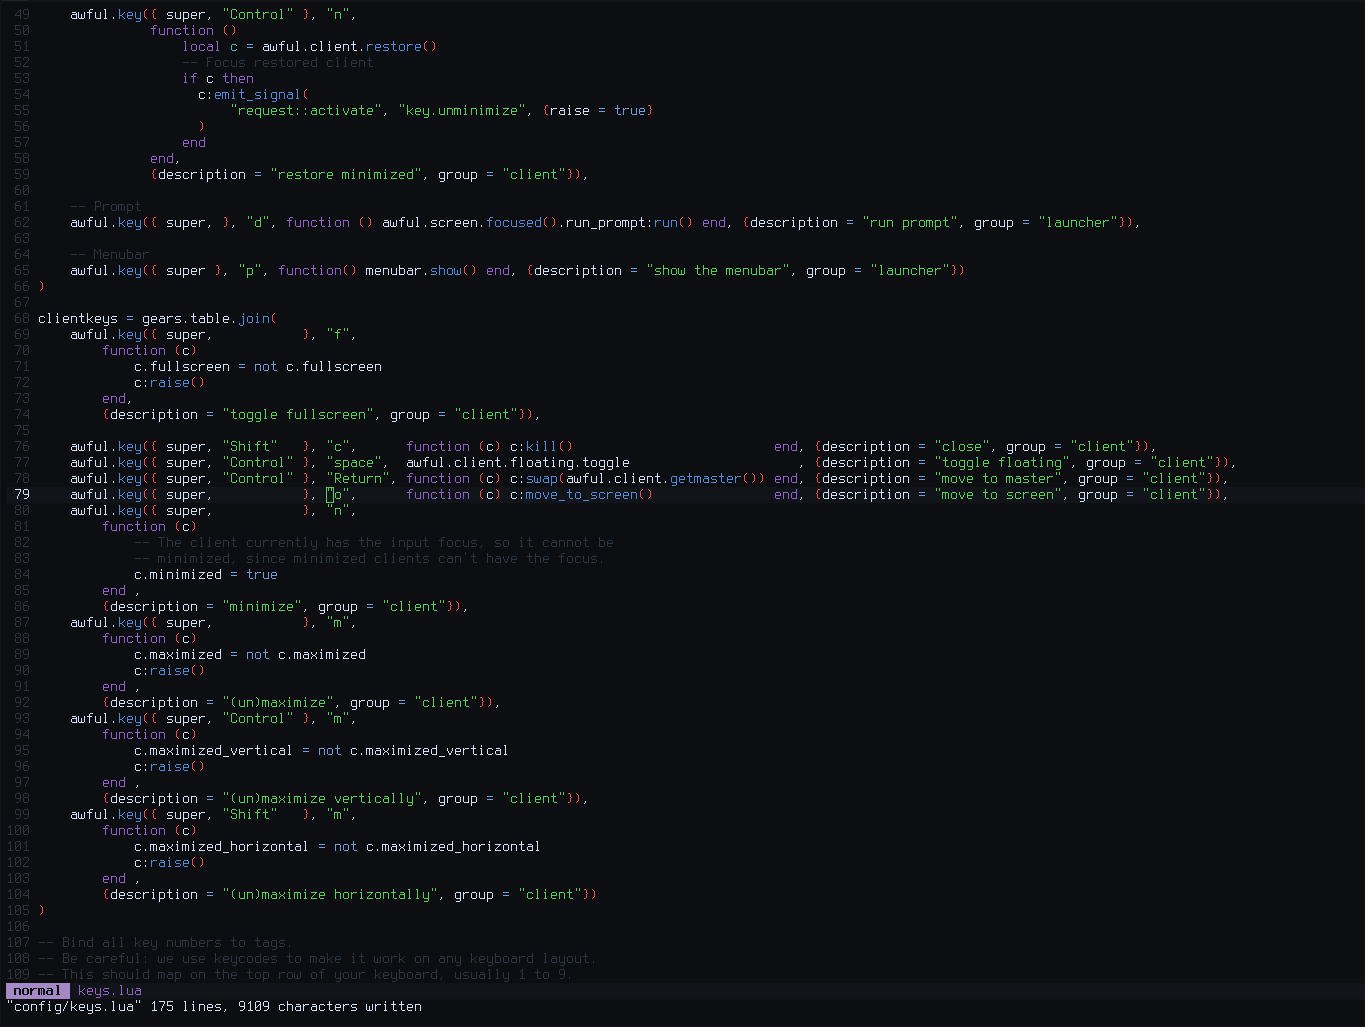 49     awful.key({ super, "Control" }, "n",
50               function ()
51                   local c = awful.client.restore()
52                   -- Focus restored client
53                   if c then
54                     c:emit_signal(
55                         "request::activate", "key.unminimize", {raise = true}
56                     )
57                   end
58               end,
59               {description = "restore minimized", group = "client"}),
60
61     -- Prompt
62     awful.key({ super, }, "d", function () awful.screen.focused().run_prompt:run() end, {description = "run prompt", group = "launcher"}),
63
64     -- Menubar
65     awful.key({ super }, "p", function() menubar.show() end, {description = "show the menubar", group = "launcher"})
66 )
67
68 clientkeys = gears.table.join(
69     awful.key({ super,           }, "f",
70         function (c)
71             c.fullscreen = not c.fullscreen
72             c:raise()
73         end,
74         {description = "toggle fullscreen", group = "client"}),
75
76     awful.key({ super, "Shift"   }, "c",      function (c) c:kill()                         end, {description = "close", group = "client"}),
77     awful.key({ super, "Control" }, "space",  awful.client.floating.toggle                     , {description = "toggle floating", group = "client"}),
78     awful.key({ super, "Control" }, "Return", function (c) c:swap(awful.client.getmaster()) end, {description = "move to master", group = "client"}),
79     awful.key({ super,           }, "o",      function (c) c:move_to_screen()               end, {description = "move to screen", group = "client"}),
80     awful.key({ super,           }, "n",
81         function (c)
82             -- The client currently has the input focus, so it cannot be
83             -- minimized, since minimized clients can't have the focus.
84             c.minimized = true
85         end ,
86         {description = "minimize", group = "client"}),
87     awful.key({ super,           }, "m",
88         function (c)
89             c.maximized = not c.maximized
90             c:raise()
91         end ,
92         {description = "(un)maximize", group = "client"}),
93     awful.key({ super, "Control" }, "m",
94         function (c)
95             c.maximized_vertical = not c.maximized_vertical
96             c:raise()
97         end ,
98         {description = "(un)maximize vertically", group = "client"}),
99     awful.key({ super, "Shift"   }, "m",
100         function (c)
101             c.maximized_horizontal = not c.maximized_horizontal
102             c:raise()
103         end ,
104         {description = "(un)maximize horizontally", group = "client"})
105 )
106
107 -- Bind all key numbers to tags.
108 -- Be careful: we use keycodes to make it work on any keyboard layout.
109 -- This should map on the top row of your keyboard, usually 1 to 9.
normal keys.lua
"config/keys.lua" 175 lines, 9109 characters written